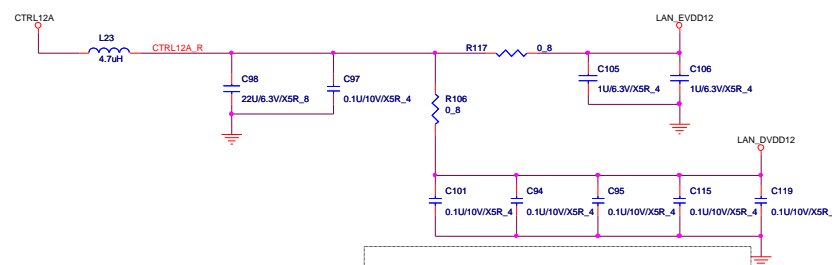 CTRL12A
LAN_EVDD12
L23
CTRL12A_R
R117
0_8
4.7uH
C98
C97
C105
C106
22U/6.3V/X5R_8
0.1U/10V/X5R_4
1U/6.3V/X5R_4
1U/6.3V/X5R_4
R106
0_8
LAN_DVDD12
C101
C94
C95
C115
C119
0.1U/10V/X5R_4
0.1U/10V/X5R_4
0.1U/10V/X5R_4
0.1U/10V/X5R_4
0.1U/10V/X5R_